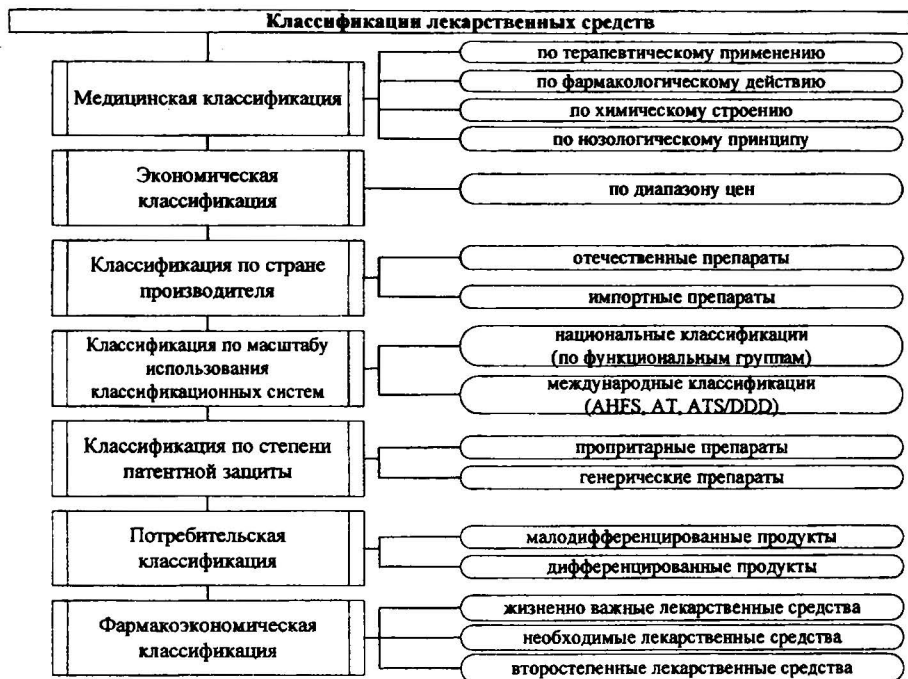 Классификации лекарственных средств
Медицинская классификация
по терапевтическому применению
по фармакологическому действию
по химическому строению
по нозологическому принципу
Экономическая
классификация
по диапазону цен
Классификация по стране
производителя
отечественные препараты
импортные препараты
Классификация по масштабу
использования
классификационных систем
национальные классификации
(по функциональным группам)
международные классификации
(AHFS, AT, ATS/DDD)
Классификация по степени
патентной защиты
пропритарные препараты
генерические препараты
Потребительская
классификация
малодифференцированные продукты
дифференцированные продукты
Фармакоэкономическая
классификация
жизненно важные лекарственные средства
необходимые лекарственные средства
второстепенные лекарственные средства